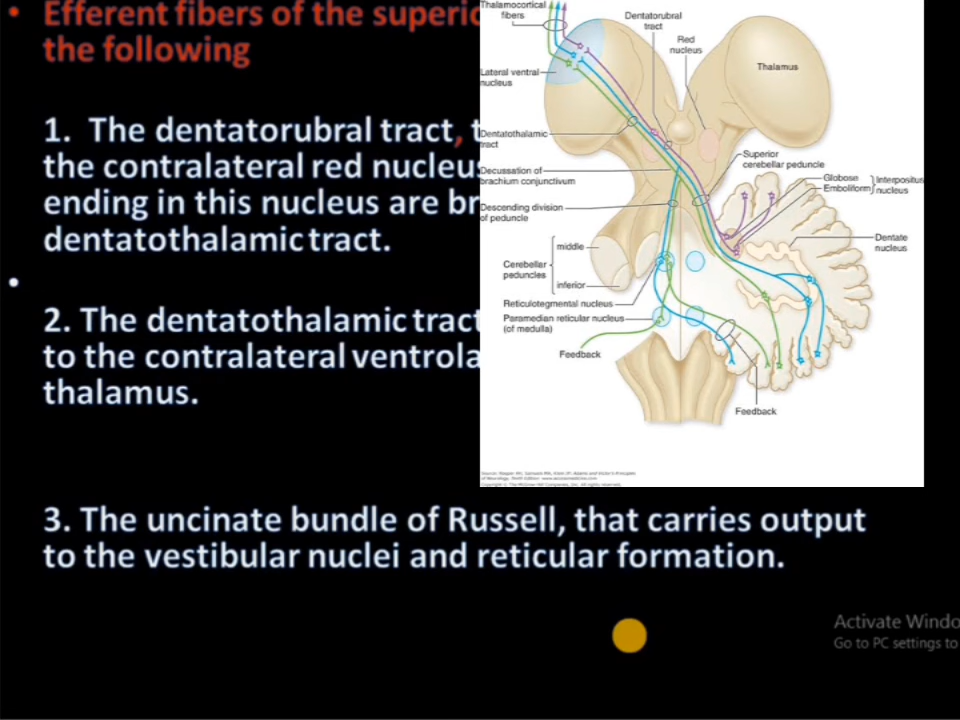 • Efferent fibers of the superio
the following
1. The dentatorubral tract, t
the contralateral red nucleu
ending in this nucleus are br
dentatothalamic tract.
•
2. The dentatothalamic tract
to the contralateral ventrola
thalamus.
3. The uncinate bundle of Russell, that carries output
to the vestibular nuclei and reticular formation.
Thalamocortical
fibers
Dentatorubral
tract
Red
nucleus
Thalamus
Lateral ventral
nucleus
Dentatothalamic
tract
Superior
cerebellar peduncle
Decussation of
brachium conjunctivum
Globose
Emboliform
Interpositus
nucleus
Descending division
of peduncle
Dentate
nucleus
middle
Cerebellar
peduncles
inferior
Reticulotegmental nucleus
Paramedian reticular nucleus
(of medulla)
Feedback
Feedback
Activate Windo
Go to PC settings to